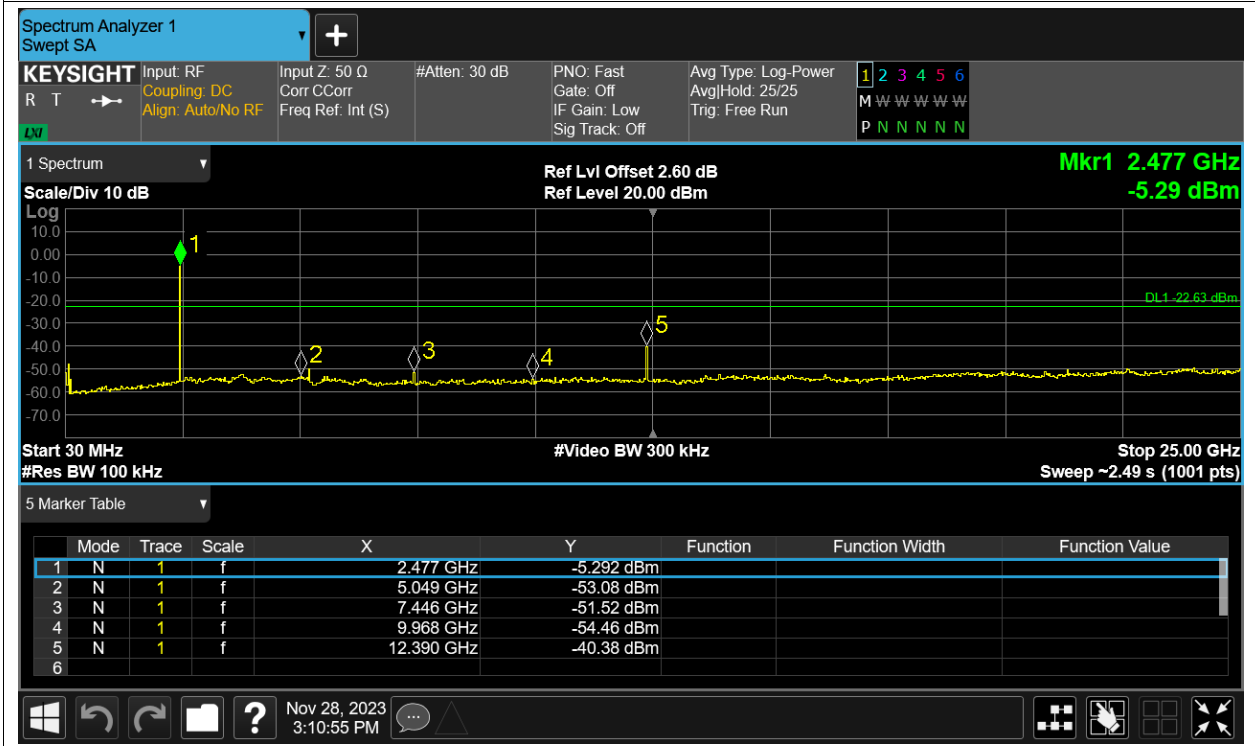 Spectrum Analyzer 1
Swept SA
+
KEYSIGHT
R T
LXI
Input: RF
Coupling: DC
Align: Auto/No RF
Input Z: 50 Ω
Corr CCorr
Freq Ref: Int (S)
#Atten: 30 dB
PNO: Fast
Gate: Off
IF Gain: Low
Sig Track: Off
Avg Type: Log-Power
Avg|Hold: 25/25
Trig: Free Run
1 2 3 4 5 6
M W W W W W
P N N N N N
1 Spectrum
Scale/Div 10 dB
Ref Lvl Offset 2.60 dB
Ref Level 20.00 dBm
Mkr1 2.477 GHz
-5.29 dBm
Log
10.0
0.00
-10.0
-20.0
-30.0
-40.0
-50.0
-60.0
-70.0
1
2
3
4
5
DL1 -22.63 dBm
Start 30 MHz
#Res BW 100 kHz
#Video BW 300 kHz
Stop 25.00 GHz
Sweep ~2.49 s (1001 pts)
5 Marker Table
Mode Trace Scale X Y Function Function Width Function Value
1 N 1 f 2.477 GHz -5.292 dBm
2 N 1 f 5.049 GHz -53.08 dBm
3 N 1 f 7.446 GHz -51.52 dBm
4 N 1 f 9.968 GHz -54.46 dBm
5 N 1 f 12.390 GHz -40.38 dBm
6
?
Nov 28, 2023
3:10:55 PM